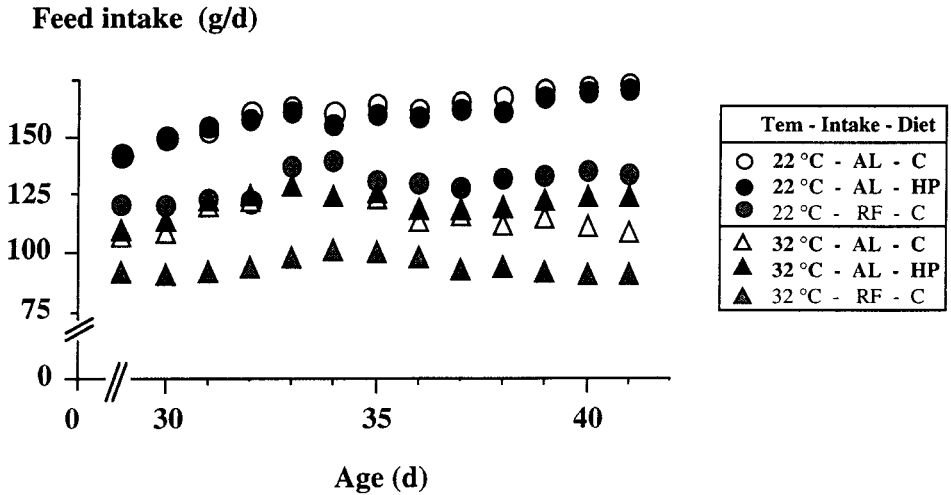 Feed intake (g/d)
150
125
100
75
0
0 30 35 40
Age (d)
Tem - Intake - Diet
22 °C - AL - C
22 °C - AL - HP
22 °C - RF - C
32 °C - AL - C
32 °C - AL - HP
32 °C - RF - C